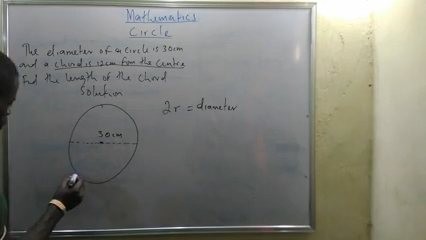 Mathematics
Circle
The diameter of a circle is 30cm
and a chord is 12cm from the centre
find the length of the chord
Solution
2r = diameter
30cm